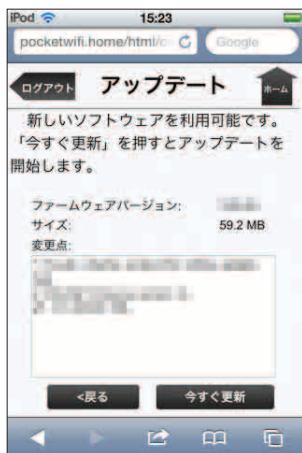 iPod 15:23
pocketwifi.home/html/c Google
ログアウト アップデート ホーム
新しいソフトウェアを利用可能です。
「今すぐ更新」を押すとアップデートを
開始します。
ファームウェアバージョン:
サイズ: 59.2 MB
変更点:
<戻る 今すぐ更新